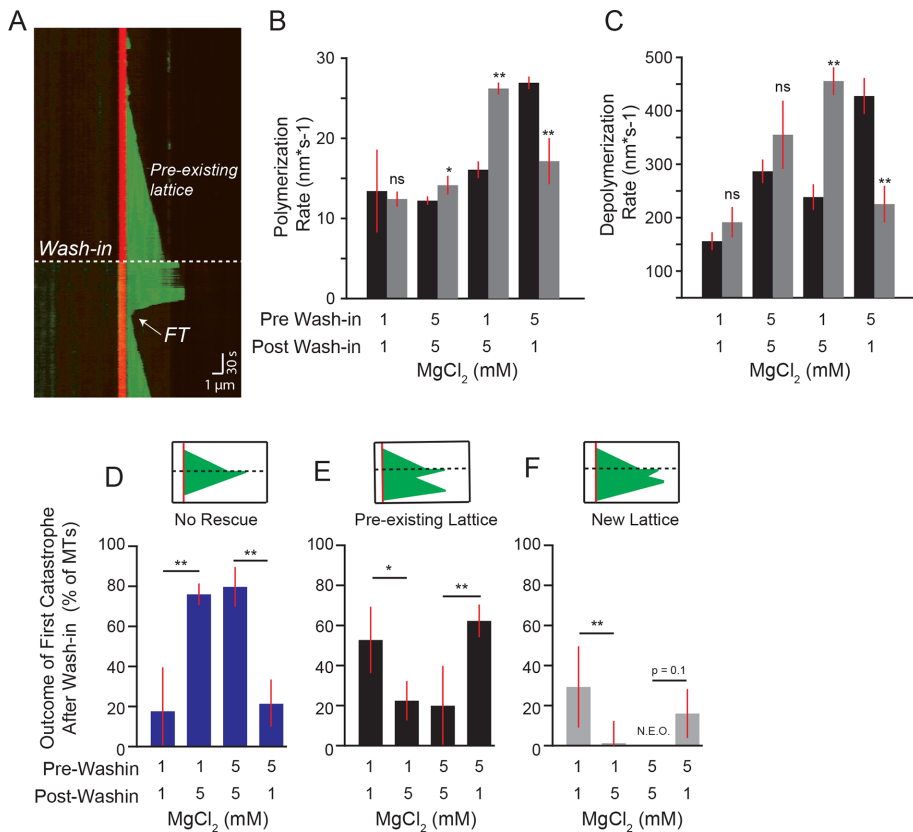 A
Pre-existing
lattice
Wash-in
FT
30 s
1 µm
B
Polymerization
Rate (nm*s-1)
30
20
10
0
ns
*
**
**
Pre Wash-in
1 5 1 5
Post Wash-in
1 5 5 1
MgCl2 (mM)
C
Depolymerization
Rate (nm*s-1)
500
400
300
200
100
ns
ns
**
**
1 5 1 5
1 5 5 1
MgCl2 (mM)
D
No Rescue
Outcome of First Catastrophe
After Wash-in (% of MTs)
100
80
60
40
20
0
**
**
Pre-Washin
1 1 5 5
Post-Washin
1 5 5 1
MgCl2 (mM)
E
Pre-existing Lattice
100
80
60
40
20
0
*
**
1 1 5 5
1 5 5 1
MgCl2 (mM)
F
New Lattice
100
80
60
40
20
0
**
p = 0.1
N.E.O.
1 1 5 5
1 5 5 1
MgCl2 (mM)